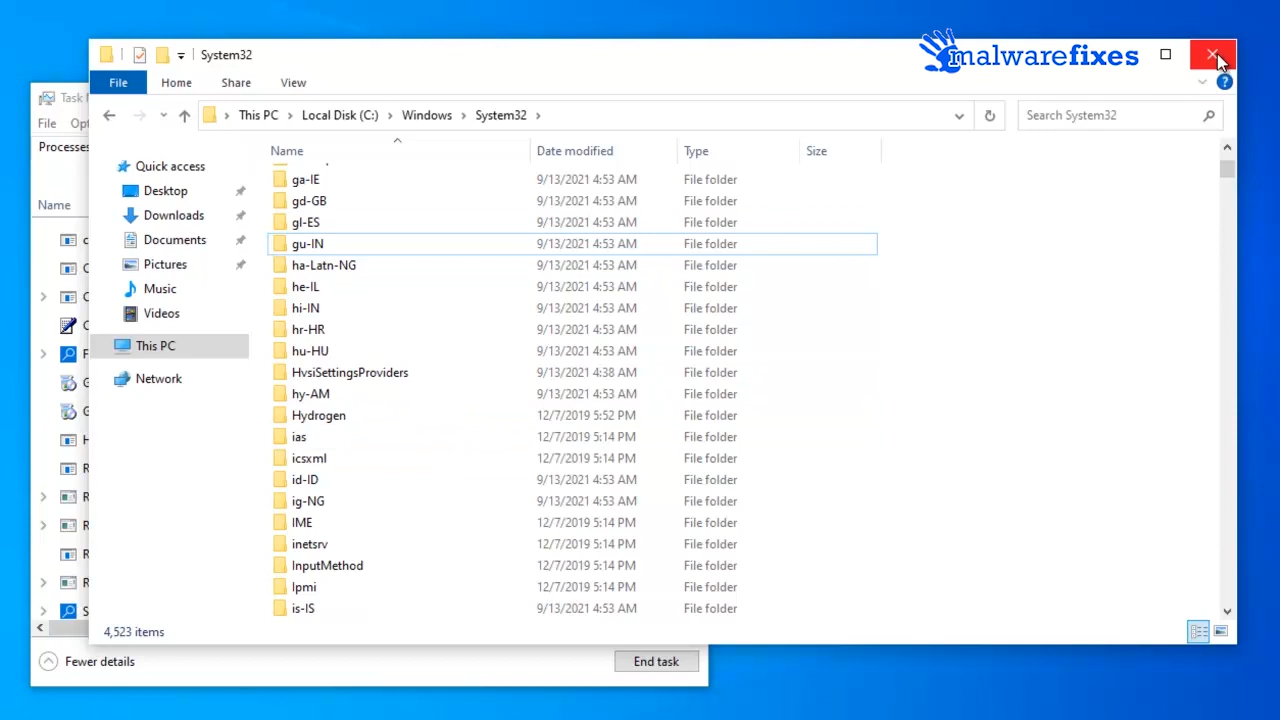 System32
malwarefixes
File Home Share View
This PC Local Disk (C:) Windows System32
Search System32
Name Date modified Type Size
Quick access
Desktop
Downloads
Documents
Pictures
Music
Videos
This PC
Network
ga-IE 9/13/2021 4:53 AM File folder
gd-GB 9/13/2021 4:53 AM File folder
gl-ES 9/13/2021 4:53 AM File folder
gu-IN 9/13/2021 4:53 AM File folder
ha-Latn-NG 9/13/2021 4:53 AM File folder
he-IL 9/13/2021 4:53 AM File folder
hi-IN 9/13/2021 4:53 AM File folder
hr-HR 9/13/2021 4:53 AM File folder
hu-HU 9/13/2021 4:53 AM File folder
HvsiSettingsProviders 9/13/2021 4:38 AM File folder
hy-AM 9/13/2021 4:53 AM File folder
Hydrogen 12/7/2019 5:52 PM File folder
ias 12/7/2019 5:14 PM File folder
icsxml 12/7/2019 5:14 PM File folder
id-ID 9/13/2021 4:53 AM File folder
ig-NG 9/13/2021 4:53 AM File folder
IME 12/7/2019 5:14 PM File folder
inetsrv 12/7/2019 5:14 PM File folder
InputMethod 12/7/2019 5:14 PM File folder
Ipmi 12/7/2019 5:14 PM File folder
is-IS 9/13/2021 4:53 AM File folder
4,523 items
Task
File
Processes
Name
Fewer details
End task